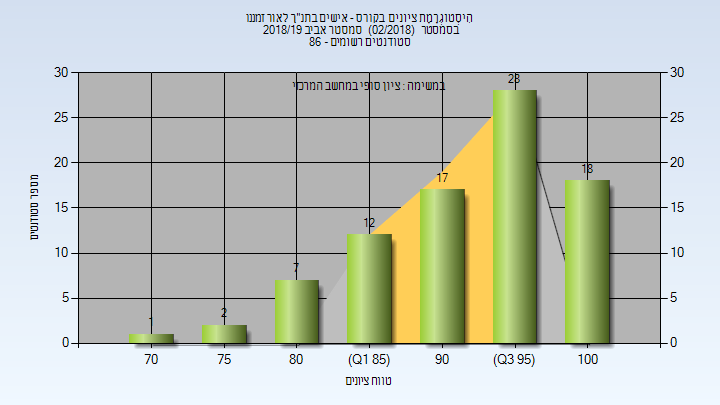 היסטוגרמת ציונים בקורס - אישים בתנ"ך לאור זמננו
בסמסטר (02/2018) סמסטר אביב 2018/19
סטודנטים רשומים - 86
במשימה : ציון סופי במחשב המרכזי
מספר סטודנטים
30 30
25 25
20 20
15 15
10 10
5 5
0 0
1 2 7 12 17 28 18
70 75 80 (Q1 85) 90 (Q3 95) 100
טווח ציונים